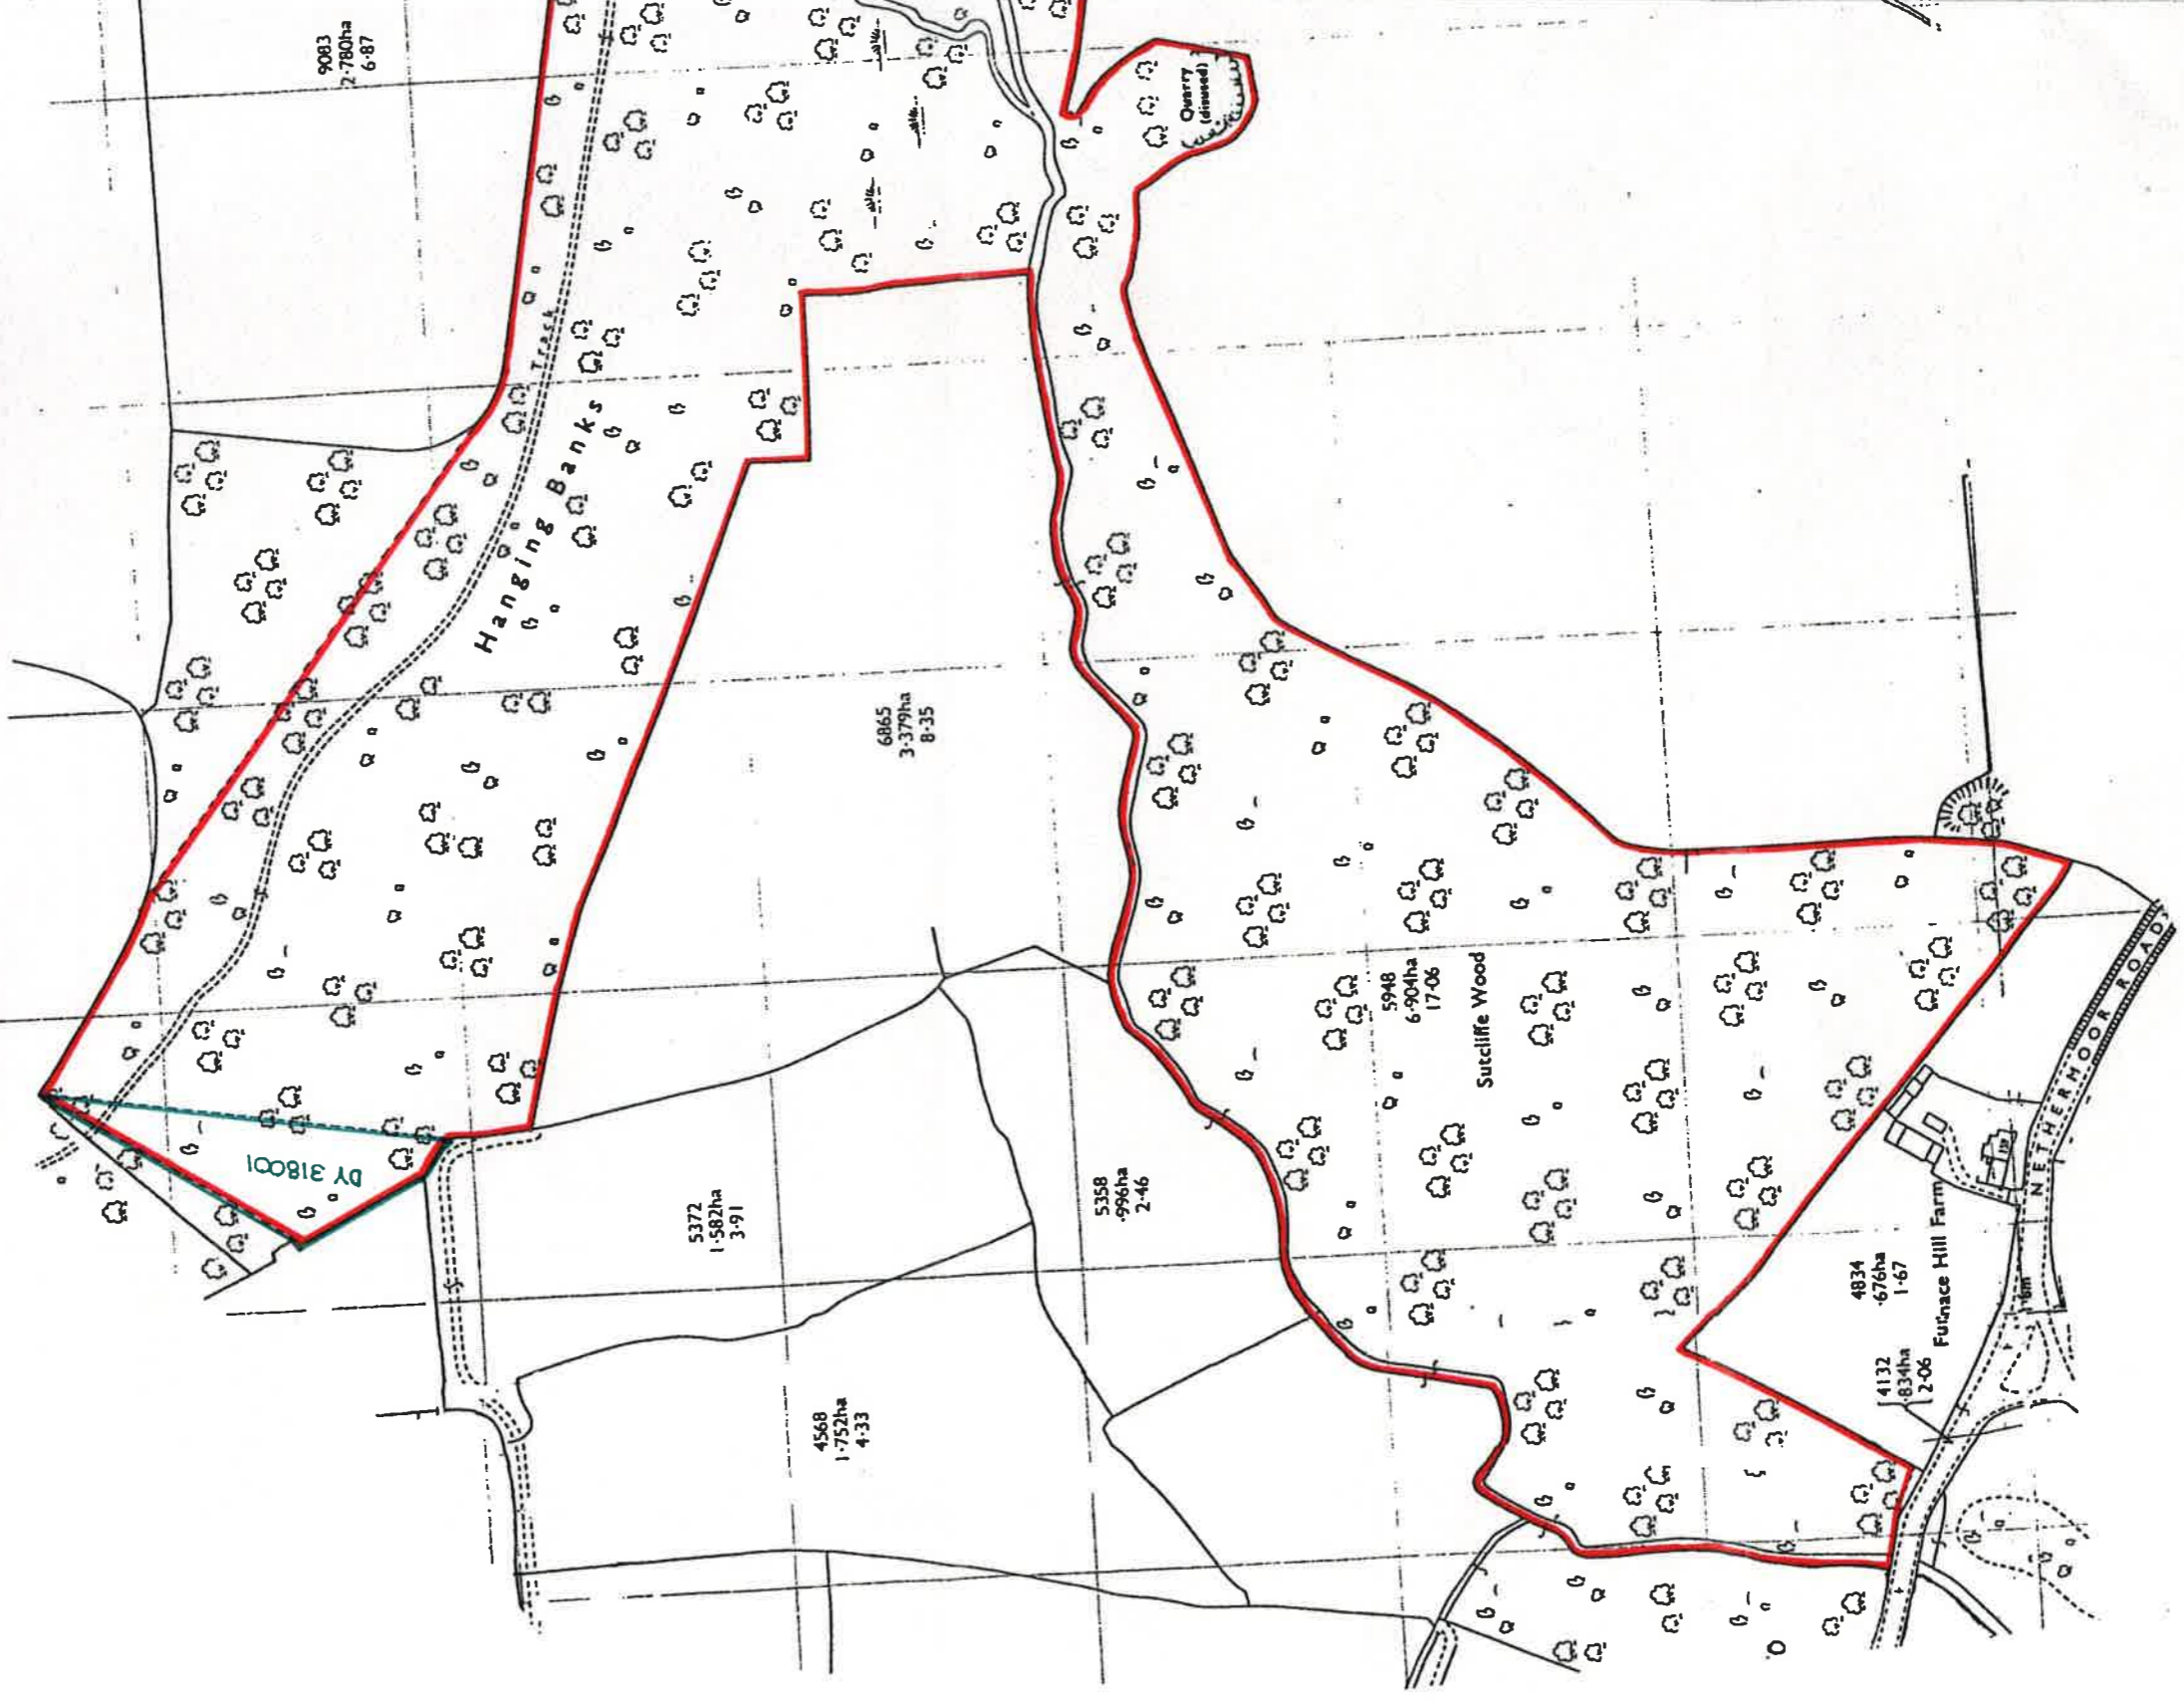 9083
2·780ha
6·87
Quarry
(disused)
Track
Hanging Banks
6865
3·379ha
8·35
DY 318001
5372
1·582ha
3·91
5358
·996ha
2·46
5948
6·904ha
17·06
Sutcliffe Wood
NETHERMOOR ROAD
4568
1·752ha
4·33
4834
·676ha
1·67
Furnace Hill Farm
4132
·834ha
2·06